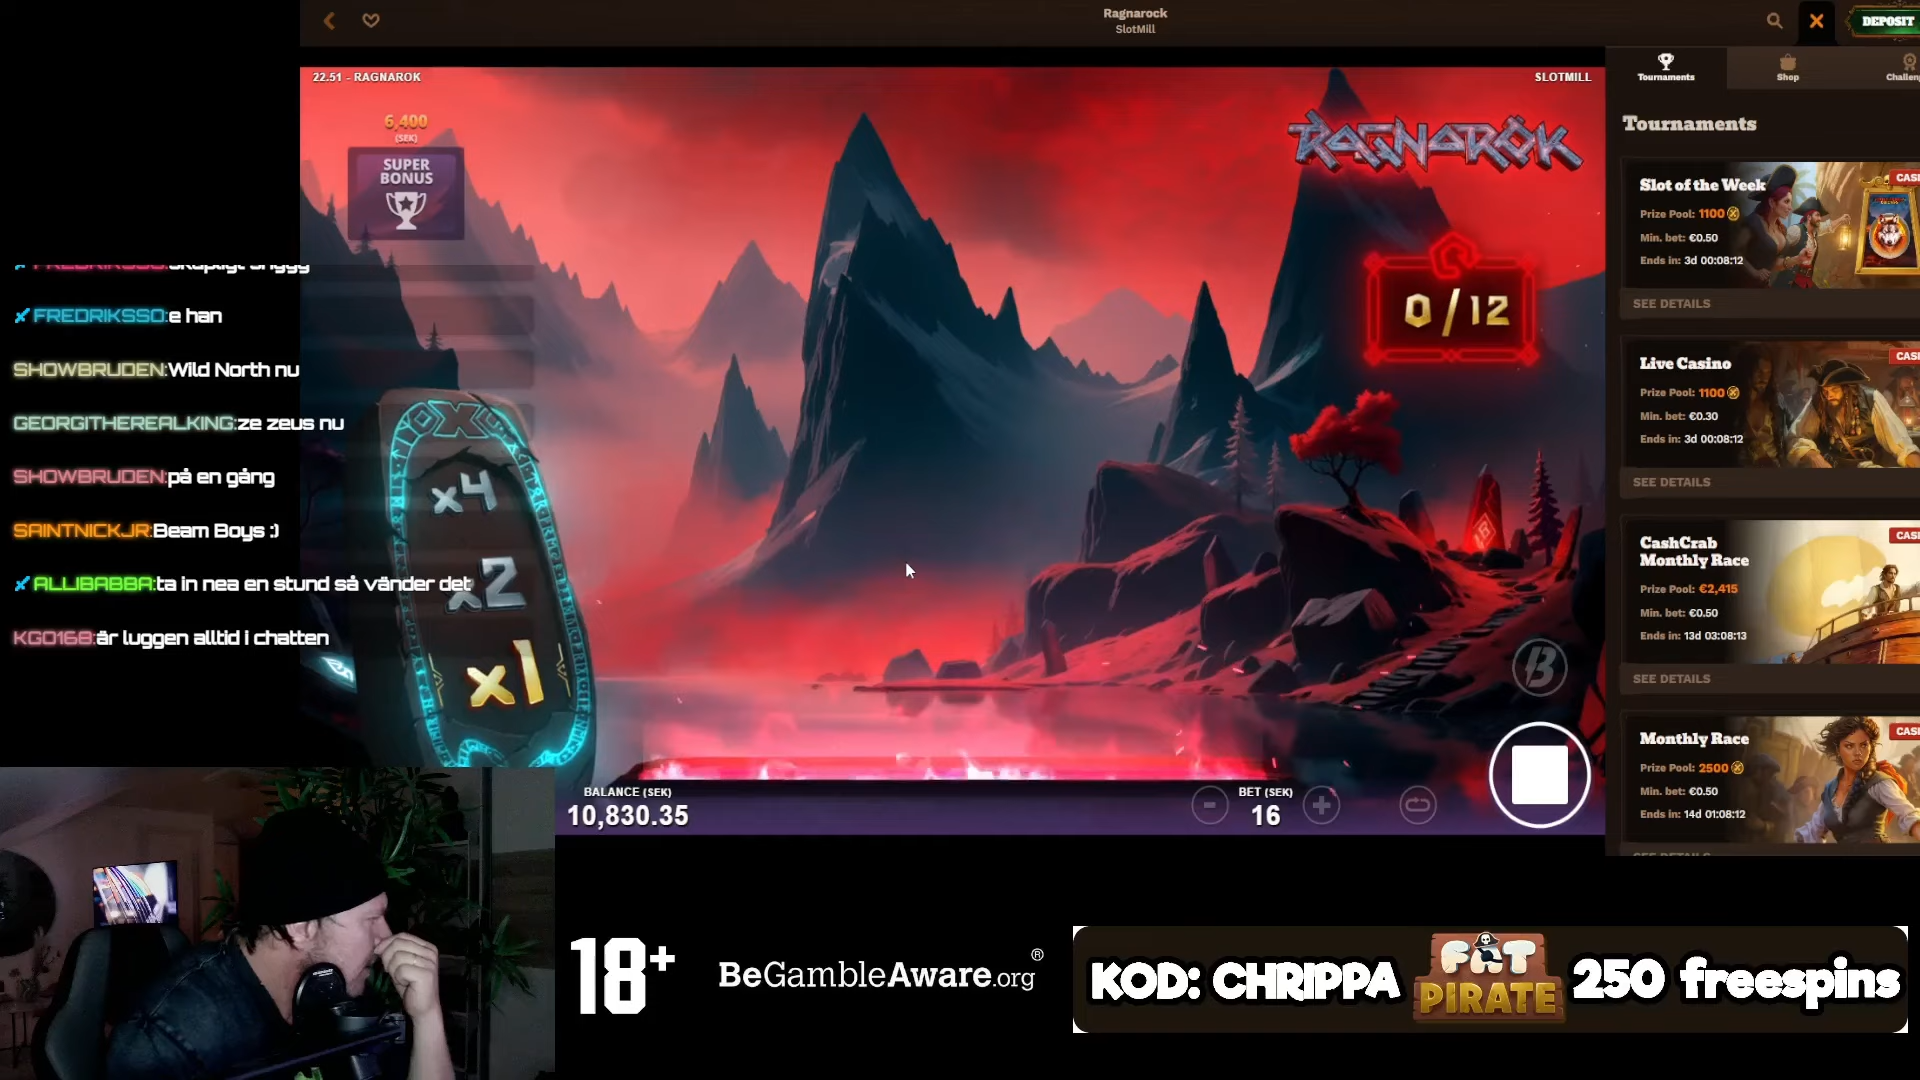 Ragnarock
SlotMill
DEPOSIT
22.51 - RAGNAROK
SLOTMILL
6,400
(SEK)
SUPER
BONUS
RAGNARÖK
0/12
FREDRIKSSO:e han
SHOWBRUDEN:Wild North nu
GEORGITHEREALKING:ze zeus nu
SHOWBRUDEN:på en gång
SAINTNICKJR:Beam Boys :)
ALLIBABBA:ta in nea en stund så vänder det
KGO168:är luggen alltid i chatten
x4
x2
x1
BALANCE (SEK)
10,830.35
BET (SEK)
16
Tournaments
Shop
Challen
Tournaments
Slot of the Week
Prize Pool: 1100
Min. bet: €0.50
Ends in: 3d 00:08:12
SEE DETAILS
CAS
Live Casino
Prize Pool: 1100
Min. bet: €0.30
Ends in: 3d 00:08:12
SEE DETAILS
CAS
CashCrab
Monthly Race
Prize Pool: €2,415
Min. bet: €0.50
Ends in: 13d 03:08:13
SEE DETAILS
CAS
Monthly Race
Prize Pool: 2500
Min. bet: €0.50
Ends in: 14d 01:08:12
CAS
18+
BeGambleAware.org®
KOD: CHRIPPA
FAT
PIRATE
250 freespins